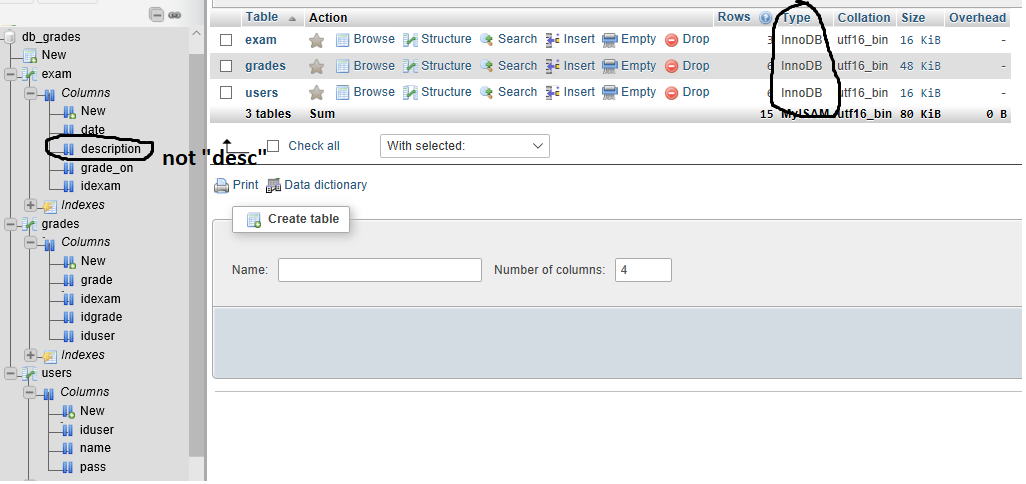 db_grades
New
exam
Columns
New
date
description
not "desc"
grade_on
idexam
Indexes
grades
Columns
New
grade
idexam
idgrade
iduser
Indexes
users
Columns
New
iduser
name
pass
Table Action Rows Type Collation Size Overhead
exam Browse Structure Search Insert Empty Drop 3 InnoDB utf16_bin 16 KiB -
grades Browse Structure Search Insert Empty Drop 6 InnoDB utf16_bin 48 KiB -
users Browse Structure Search Insert Empty Drop 6 InnoDB utf16_bin 16 KiB -
3 tables Sum 15 MyISAM utf16_bin 80 KiB 0 B
Check all With selected:
Print Data dictionary
Create table
Name: Number of columns: 4